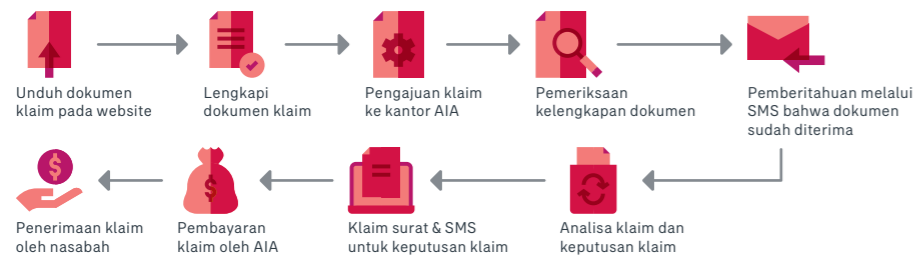 Unduh dokumen
klaim pada website
Lengkapi
dokumen klaim
Pengajuan klaim
ke kantor AIA
Pemeriksaan
kelengkapan dokumen
Pemberitahuan melalui
SMS bahwa dokumen
sudah diterima
Penerimaan klaim
oleh nasabah
Pembayaran
klaim oleh AIA
Klaim surat & SMS
untuk keputusan klaim
Analisa klaim dan
keputusan klaim